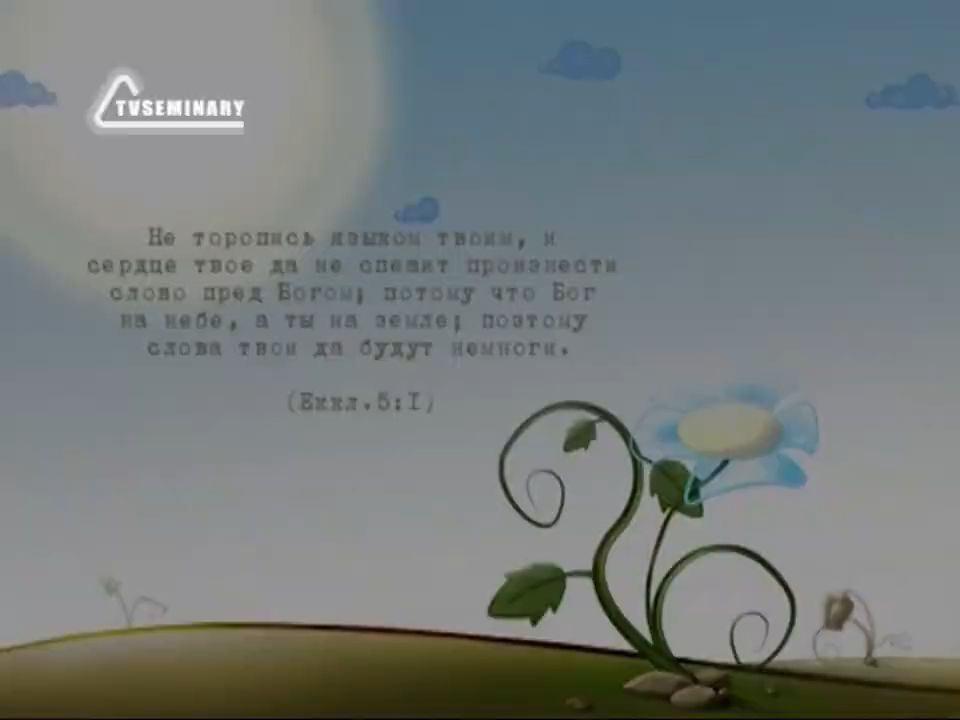 TVSEMINARY
Не торопись языком твоим, и
сердце твое да не спешит произнести
слово пред Богом; потому что Бог
на небе, а ты на земле; поэтому
слова твои да будут немноги.
(Еккл.5:I)